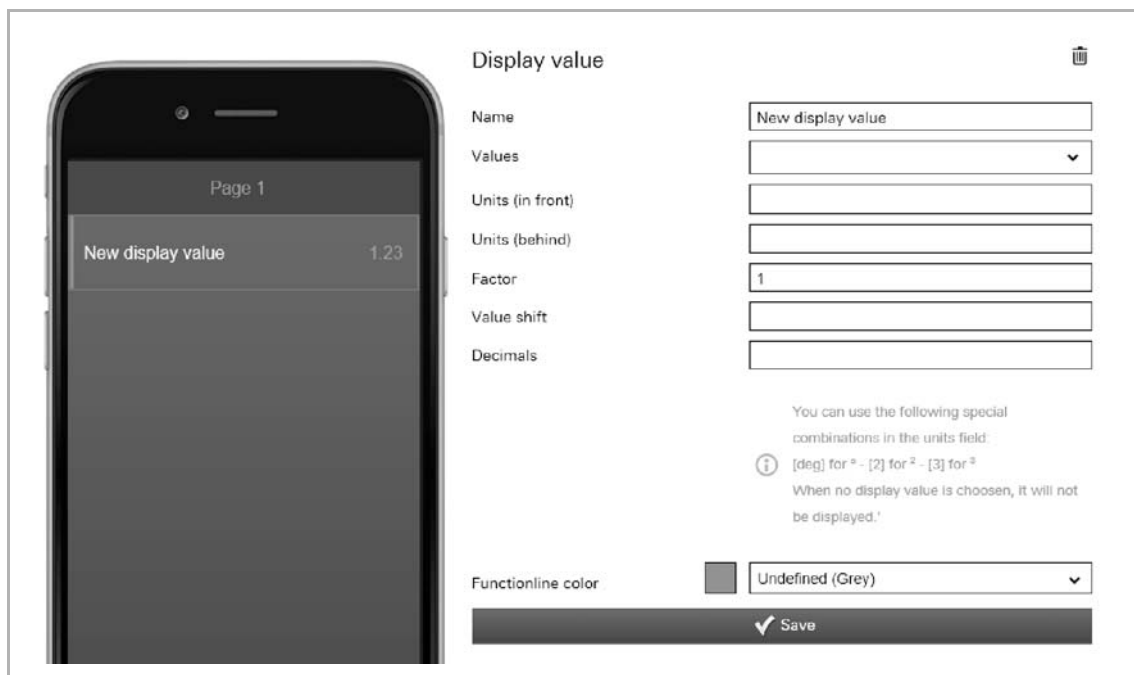 Display value
Page 1
New display value 1.23
Name New display value
Values
Units (in front)
Units (behind)
Factor 1
Value shift
Decimals
You can use the following special
combinations in the units field:
[deg] for ° - [2] for ² - [3] for ³
When no display value is choosen, it will not
be displayed.'
Functionline color Undefined (Grey)
Save